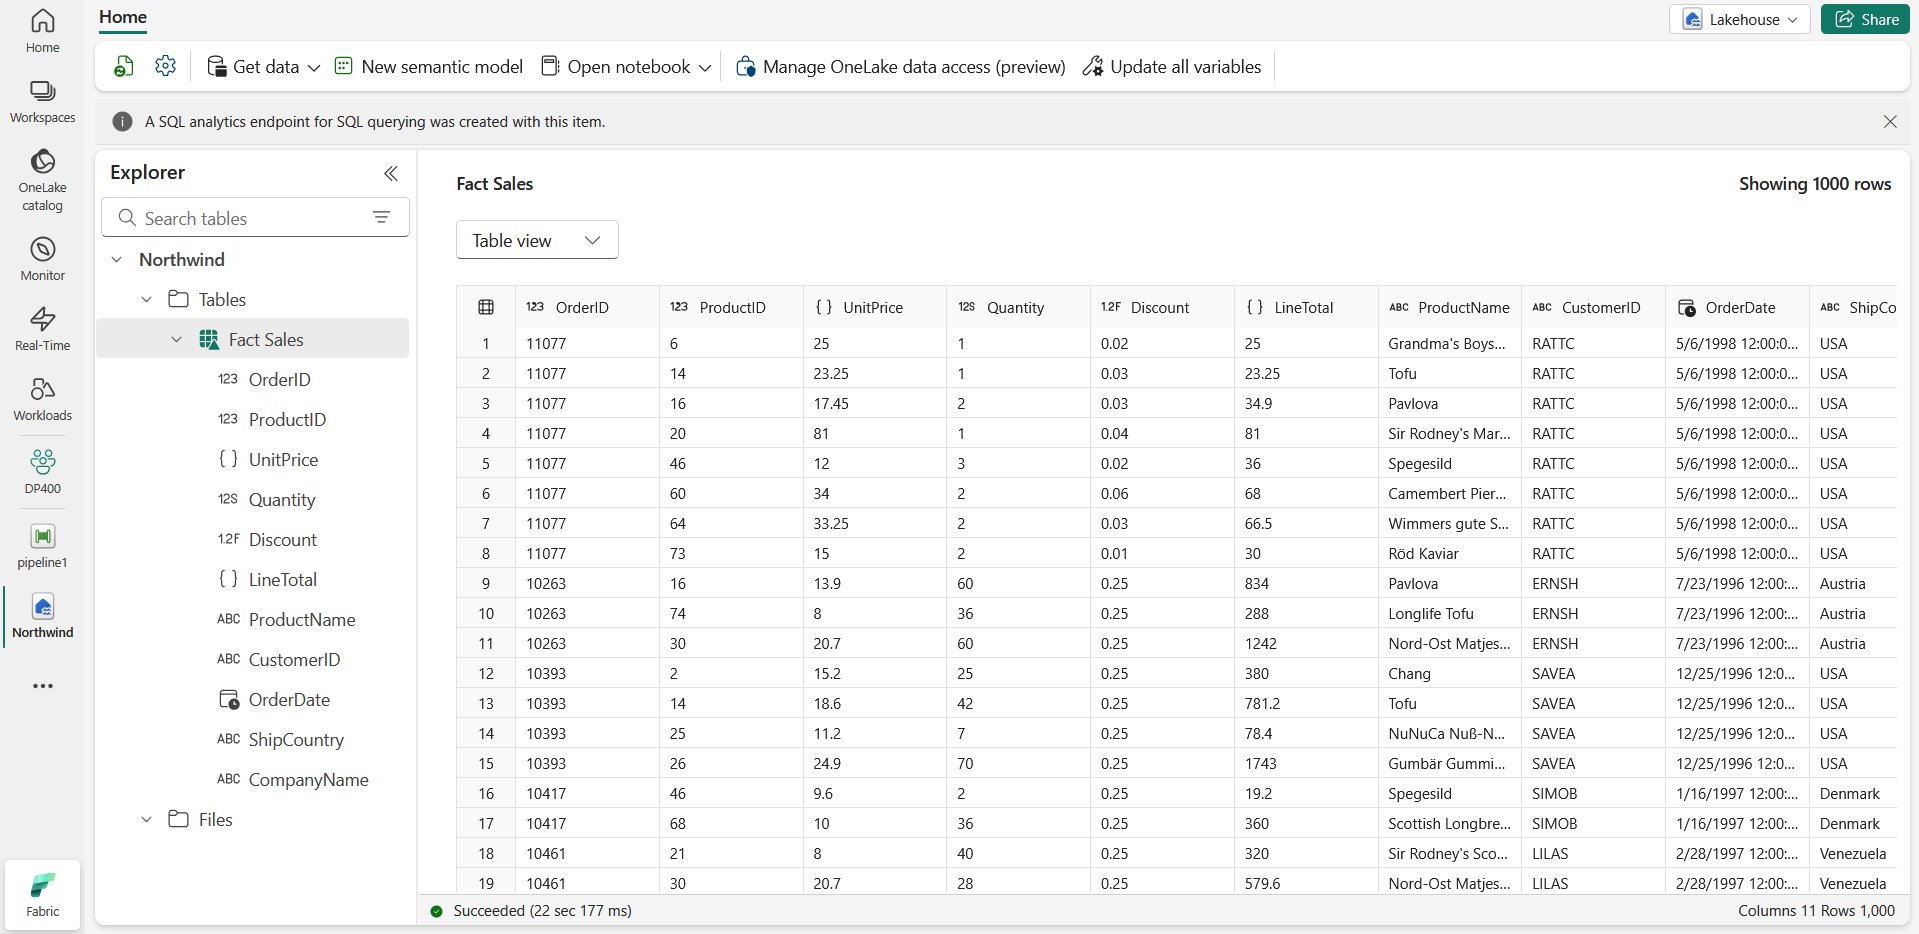 Home
Workspaces
OneLake
catalog
Monitor
Real-Time
Workloads
DP400
pipeline1
Northwind
Fabric
Home
Lakehouse
Share
Get data
New semantic model
Open notebook
Manage OneLake data access (preview)
Update all variables
A SQL analytics endpoint for SQL querying was created with this item.
Explorer
Search tables
Northwind
Tables
Fact Sales
123 OrderID
123 ProductID
{ } UnitPrice
12S Quantity
1.2F Discount
{ } LineTotal
ABC ProductName
ABC CustomerID
OrderDate
ABC ShipCountry
ABC CompanyName
Files
Fact Sales
Showing 1000 rows
Table view
123 OrderID 123 ProductID { } UnitPrice 12S Quantity 1.2F Discount { } LineTotal ABC ProductName ABC CustomerID OrderDate ABC ShipCo
1 11077 6 25 1 0.02 25 Grandma's Boys... RATTC 5/6/1998 12:00:0... USA
2 11077 14 23.25 1 0.03 23.25 Tofu RATTC 5/6/1998 12:00:0... USA
3 11077 16 17.45 2 0.03 34.9 Pavlova RATTC 5/6/1998 12:00:0... USA
4 11077 20 81 1 0.04 81 Sir Rodney's Mar... RATTC 5/6/1998 12:00:0... USA
5 11077 46 12 3 0.02 36 Spegesild RATTC 5/6/1998 12:00:0... USA
6 11077 60 34 2 0.06 68 Camembert Pier... RATTC 5/6/1998 12:00:0... USA
7 11077 64 33.25 2 0.03 66.5 Wimmers gute S... RATTC 5/6/1998 12:00:0... USA
8 11077 73 15 2 0.01 30 Röd Kaviar RATTC 5/6/1998 12:00:0... USA
9 10263 16 13.9 60 0.25 834 Pavlova ERNSH 7/23/1996 12:00:... Austria
10 10263 74 8 36 0.25 288 Longlife Tofu ERNSH 7/23/1996 12:00:... Austria
11 10263 30 20.7 60 0.25 1242 Nord-Ost Matjes... ERNSH 7/23/1996 12:00:... Austria
12 10393 2 15.2 25 0.25 380 Chang SAVEA 12/25/1996 12:0... USA
13 10393 14 18.6 42 0.25 781.2 Tofu SAVEA 12/25/1996 12:0... USA
14 10393 25 11.2 7 0.25 78.4 NuNuCa Nuß-N... SAVEA 12/25/1996 12:0... USA
15 10393 26 24.9 70 0.25 1743 Gumbär Gummi... SAVEA 12/25/1996 12:0... USA
16 10417 46 9.6 2 0.25 19.2 Spegesild SIMOB 1/16/1997 12:00:... Denmark
17 10417 68 10 36 0.25 360 Scottish Longbre... SIMOB 1/16/1997 12:00:... Denmark
18 10461 21 8 40 0.25 320 Sir Rodney's Sco... LILAS 2/28/1997 12:00:... Venezuela
19 10461 30 20.7 28 0.25 579.6 Nord-Ost Matjes... LILAS 2/28/1997 12:00:... Venezuela
Succeeded (22 sec 177 ms)
Columns 11 Rows 1,000